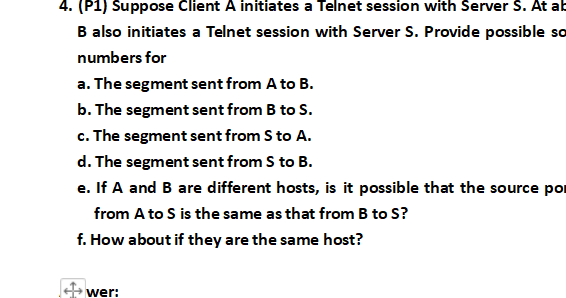 4. (P1) Suppose Client A initiates a Telnet session with Server S. At
B also initiates a Telnet session with Server S. Provide possible
numbers for
a. The segment sent from A to B.
b. The segment sent from B to S.
c. The segment sent from S to A.
d. The segment sent from S to B.
e. If A and B are different hosts, is it possible that the source
from A to S is the same as that from B to S?
f. How about if they are the same host?
wer: